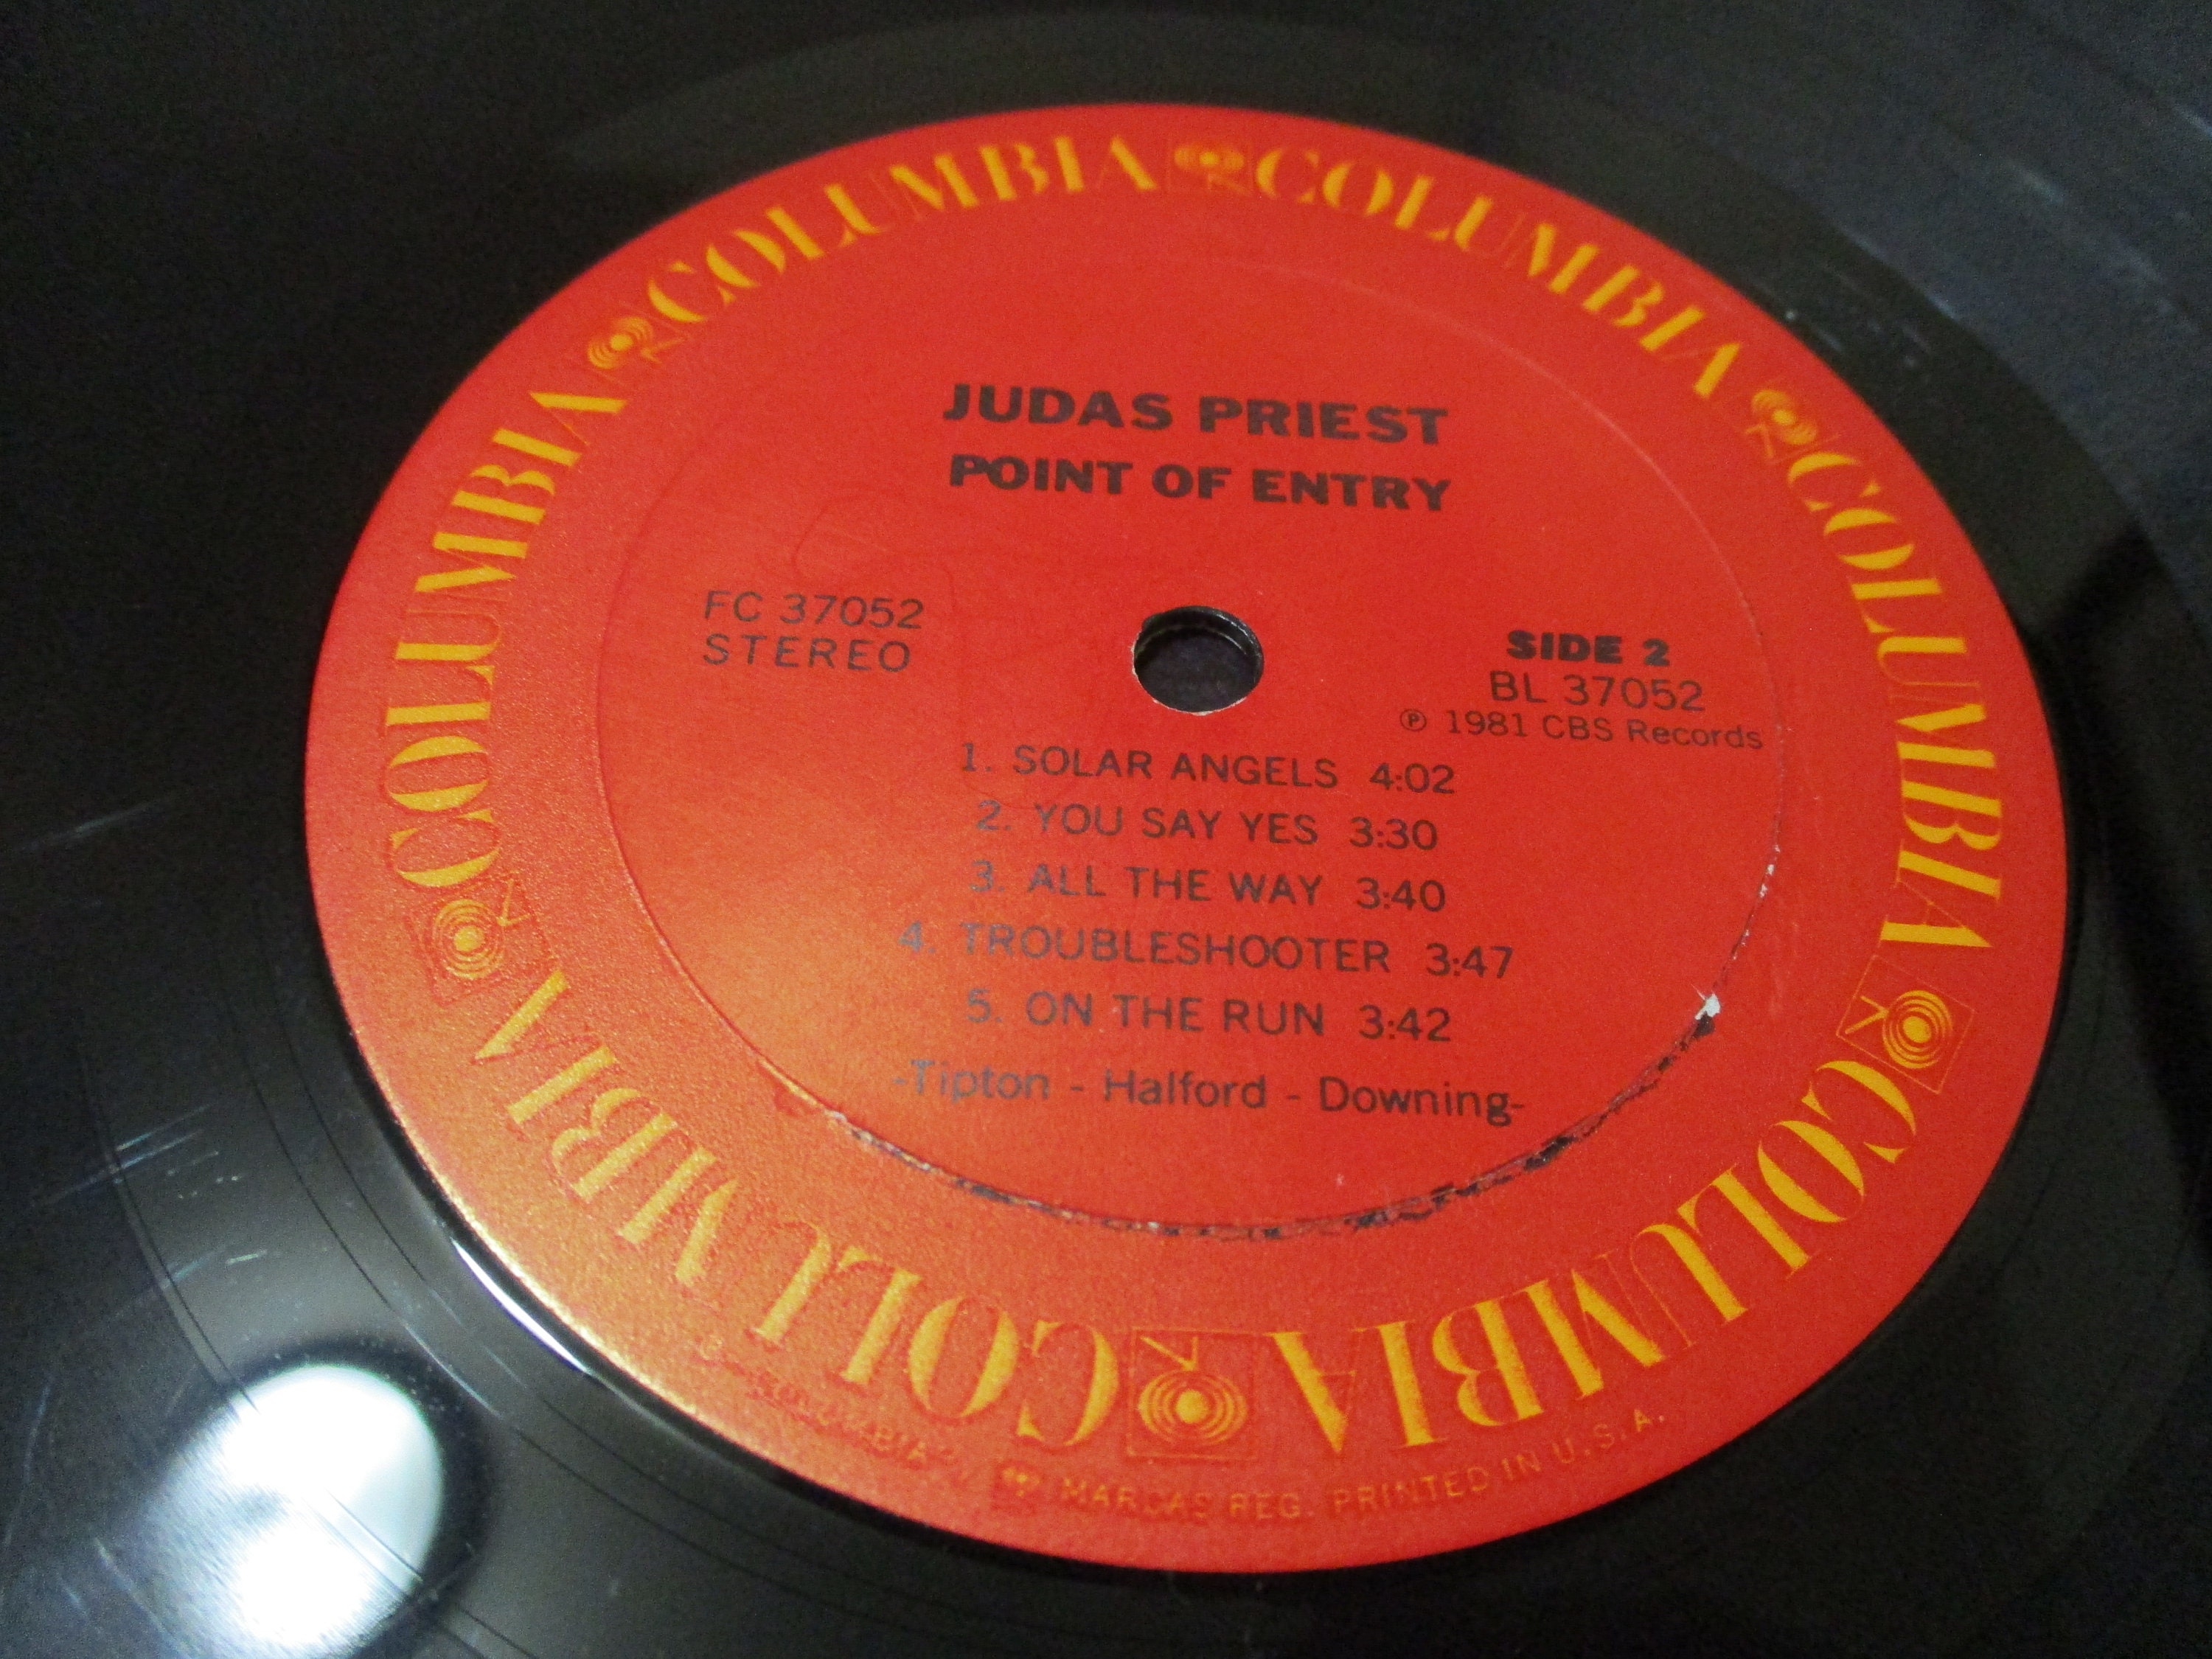 COLUMBIA COLUMBIA COLUMBIA COLUMBIA COLUMBIA COLUMBIA
JUDAS PRIEST
POINT OF ENTRY
FC 37052
STEREO
SIDE 2
BL 37052
℗ 1981 CBS Records
1. SOLAR ANGELS 4:02
2. YOU SAY YES 3:30
3. ALL THE WAY 3:40
4. TROUBLESHOOTER 3:47
5. ON THE RUN 3:42
-Tipton - Halford - Downing-
"COLUMBIA" MARCAS REG. PRINTED IN U.S.A.